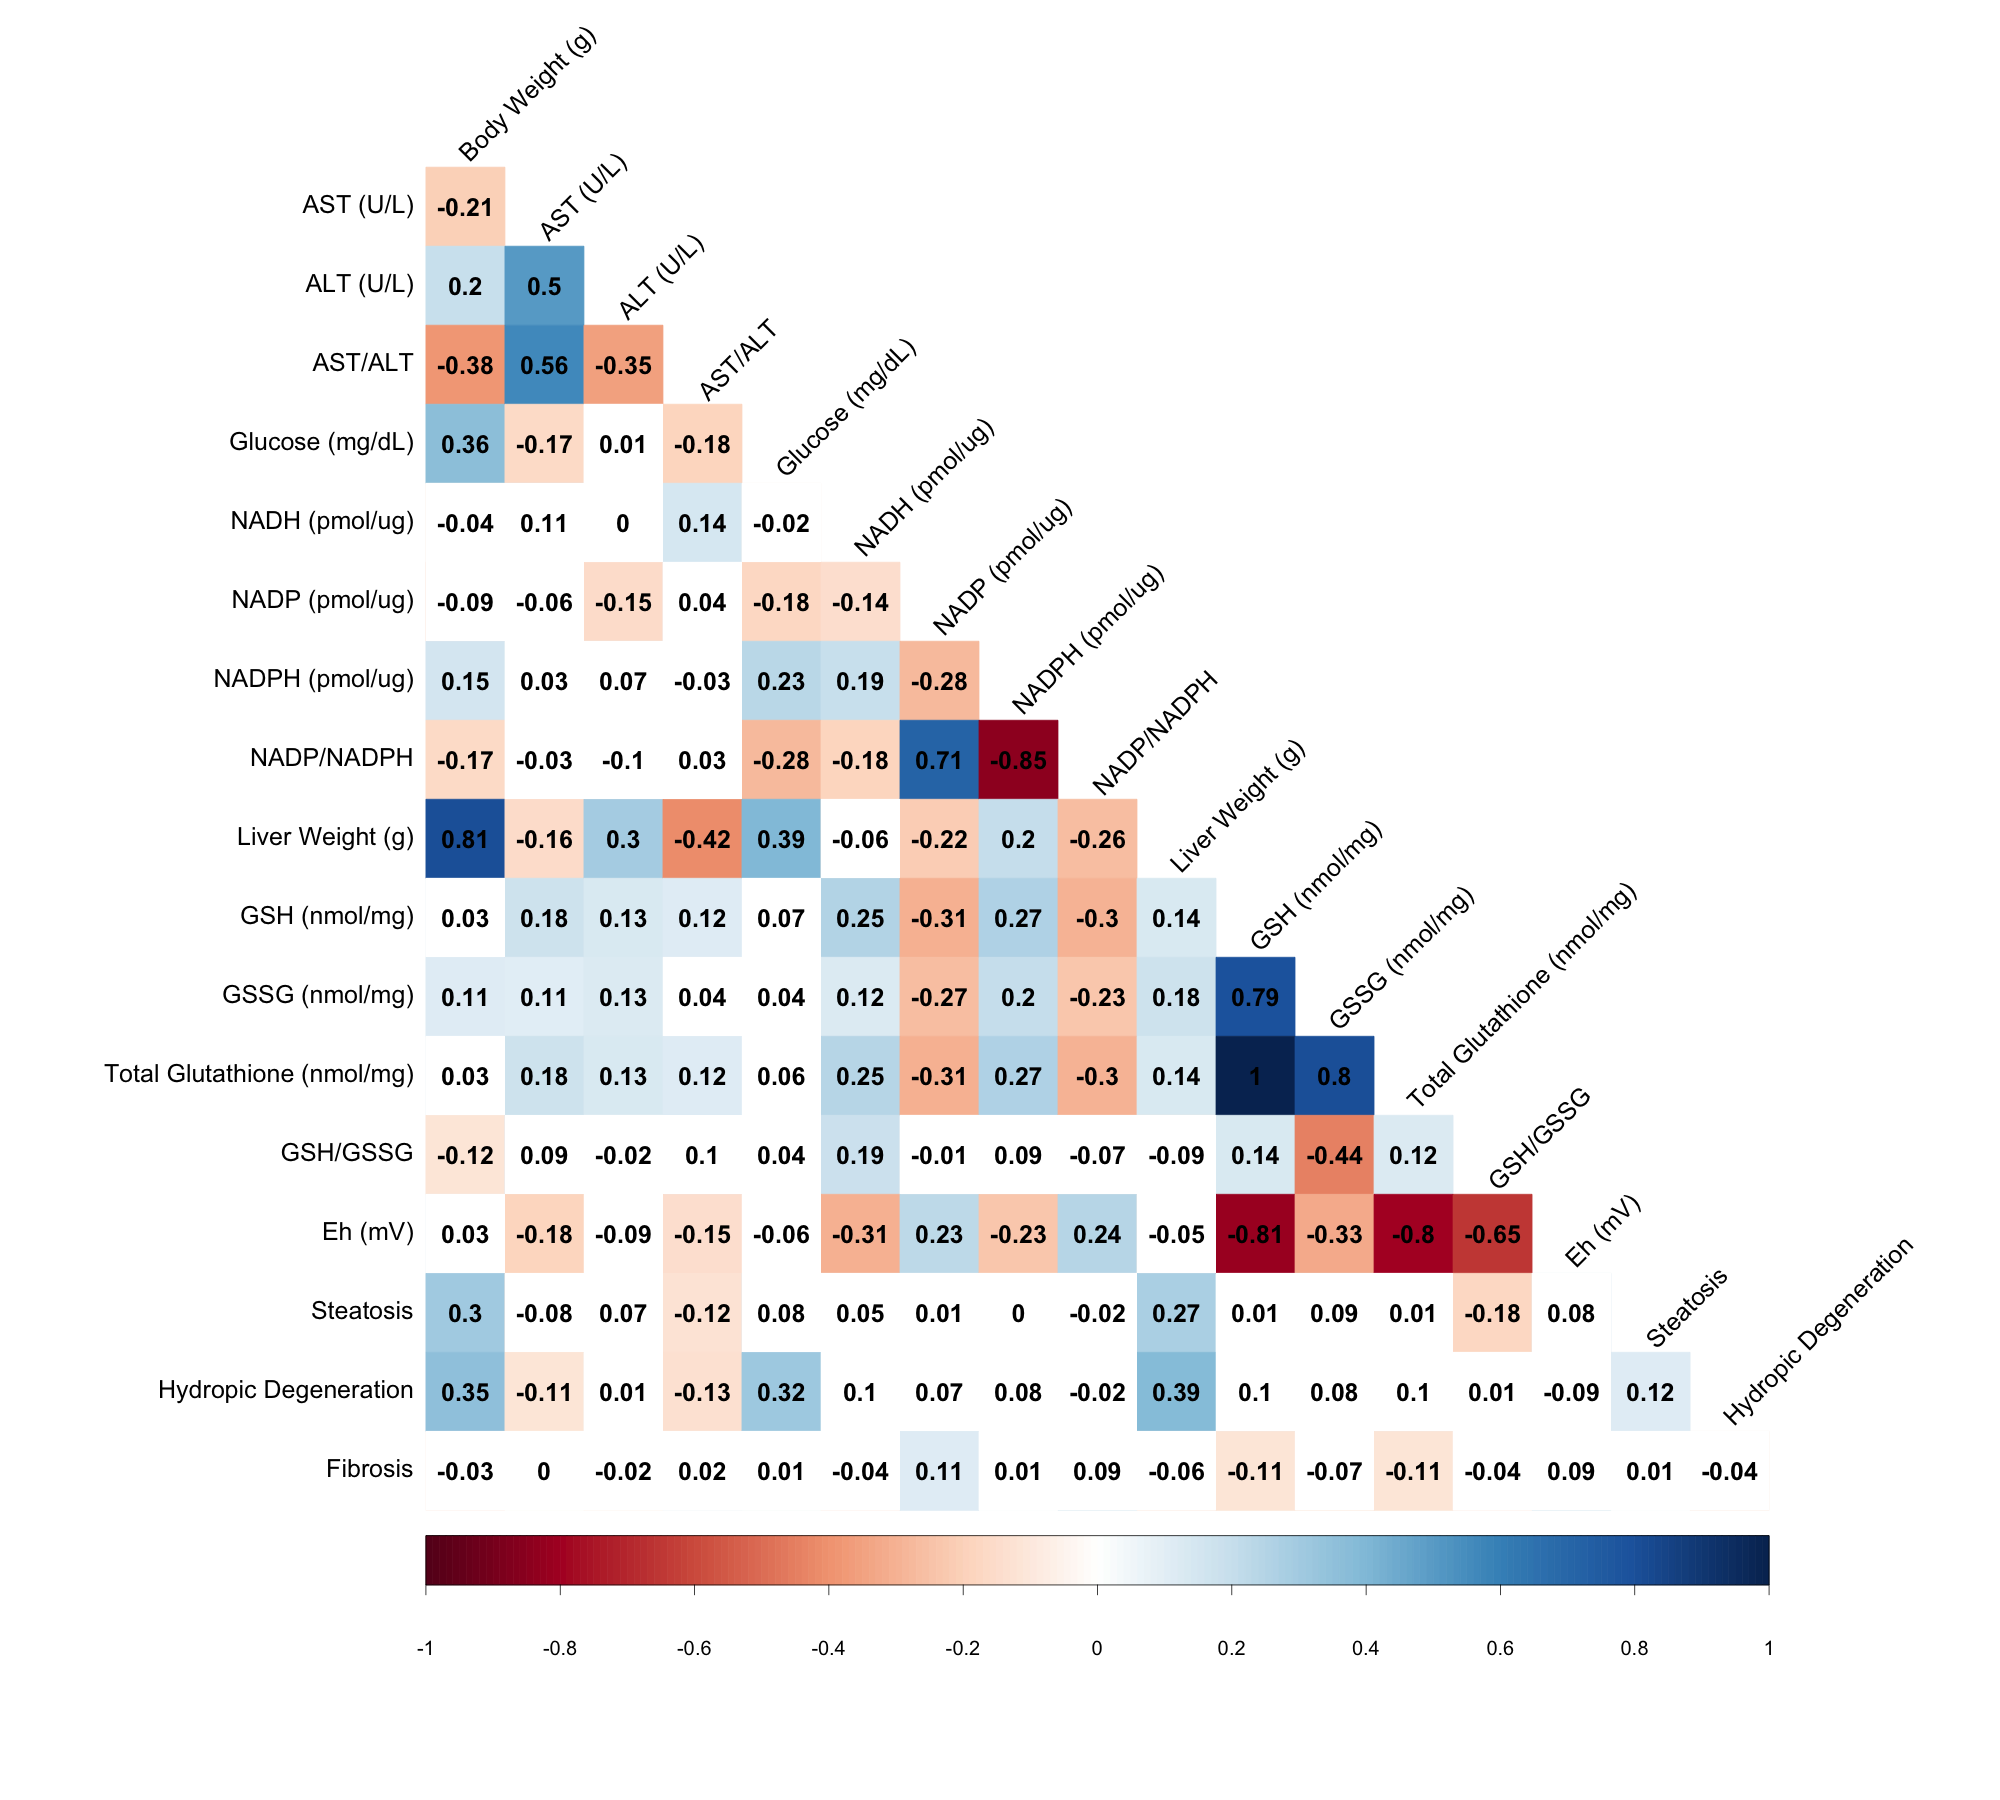 Body Weight (g)
AST (U/L)
AST (U/L) -0.21
ALT (U/L)
ALT (U/L) 0.2 0.5
AST/ALT
AST/ALT -0.38 0.56 -0.35
Glucose (mg/dL)
Glucose (mg/dL) 0.36 -0.17 0.01 -0.18
NADH (pmol/ug)
NADH (pmol/ug) -0.04 0.11 0 0.14 -0.02
NADP (pmol/ug)
NADP (pmol/ug) -0.09 -0.06 -0.15 0.04 -0.18 -0.14
NADPH (pmol/ug)
NADPH (pmol/ug) 0.15 0.03 0.07 -0.03 0.23 0.19 -0.28
NADP/NADPH
NADP/NADPH -0.17 -0.03 -0.1 0.03 -0.28 -0.18 0.71 -0.85
Liver Weight (g)
Liver Weight (g) 0.81 -0.16 0.3 -0.42 0.39 -0.06 -0.22 0.2 -0.26
GSH (nmol/mg)
GSH (nmol/mg) 0.03 0.18 0.13 0.12 0.07 0.25 -0.31 0.27 -0.3 0.14
GSSG (nmol/mg)
GSSG (nmol/mg) 0.11 0.11 0.13 0.04 0.04 0.12 -0.27 0.2 -0.23 0.18 0.79
Total Glutathione (nmol/mg)
Total Glutathione (nmol/mg) 0.03 0.18 0.13 0.12 0.06 0.25 -0.31 0.27 -0.3 0.14 1 0.8
GSH/GSSG
GSH/GSSG -0.12 0.09 -0.02 0.1 0.04 0.19 -0.01 0.09 -0.07 -0.09 0.14 -0.44 0.12
Eh (mV)
Eh (mV) 0.03 -0.18 -0.09 -0.15 -0.06 -0.31 0.23 -0.23 0.24 -0.05 -0.81 -0.33 -0.8 -0.65
Steatosis
Steatosis 0.3 -0.08 0.07 -0.12 0.08 0.05 0.01 0 -0.02 0.27 0.01 0.09 0.01 -0.18 0.08
Hydropic Degeneration
Hydropic Degeneration 0.35 -0.11 0.01 -0.13 0.32 0.1 0.07 0.08 -0.02 0.39 0.1 0.08 0.1 0.01 -0.09 0.12
Fibrosis -0.03 0 -0.02 0.02 0.01 -0.04 0.11 0.01 0.09 -0.06 -0.11 -0.07 -0.11 -0.04 0.09 0.01 -0.04
-1 -0.8 -0.6 -0.4 -0.2 0 0.2 0.4 0.6 0.8 1